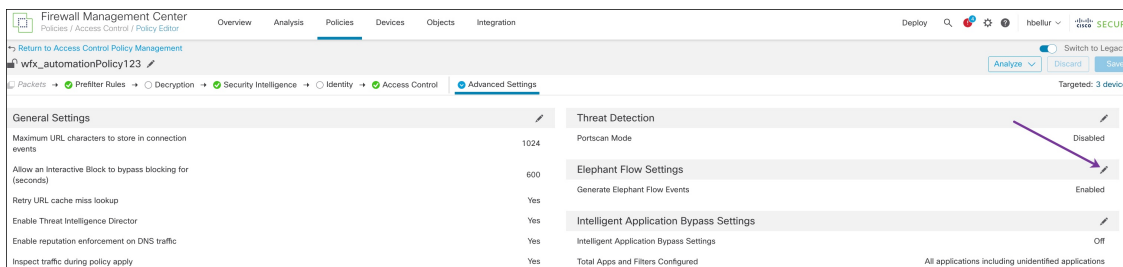 Firewall Management Center
Policies / Access Control / Policy Editor
Overview Analysis Policies Devices Objects Integration
Deploy hbellur
cisco SECUR
Return to Access Control Policy Management
Switch to Legac
wfx_automationPolicy123
Analyze Discard Save
Packets → Prefilter Rules → Decryption → Security Intelligence → Identity → Access Control Advanced Settings
Targeted: 3 device
General Settings
Maximum URL characters to store in connection
events
1024
Allow an Interactive Block to bypass blocking for
(seconds)
600
Retry URL cache miss lookup Yes
Enable Threat Intelligence Director Yes
Enable reputation enforcement on DNS traffic Yes
Inspect traffic during policy apply Yes
Threat Detection
Portscan Mode Disabled
Elephant Flow Settings
Generate Elephant Flow Events Enabled
Intelligent Application Bypass Settings
Intelligent Application Bypass Settings Off
Total Apps and Filters Configured All applications including unidentified applications